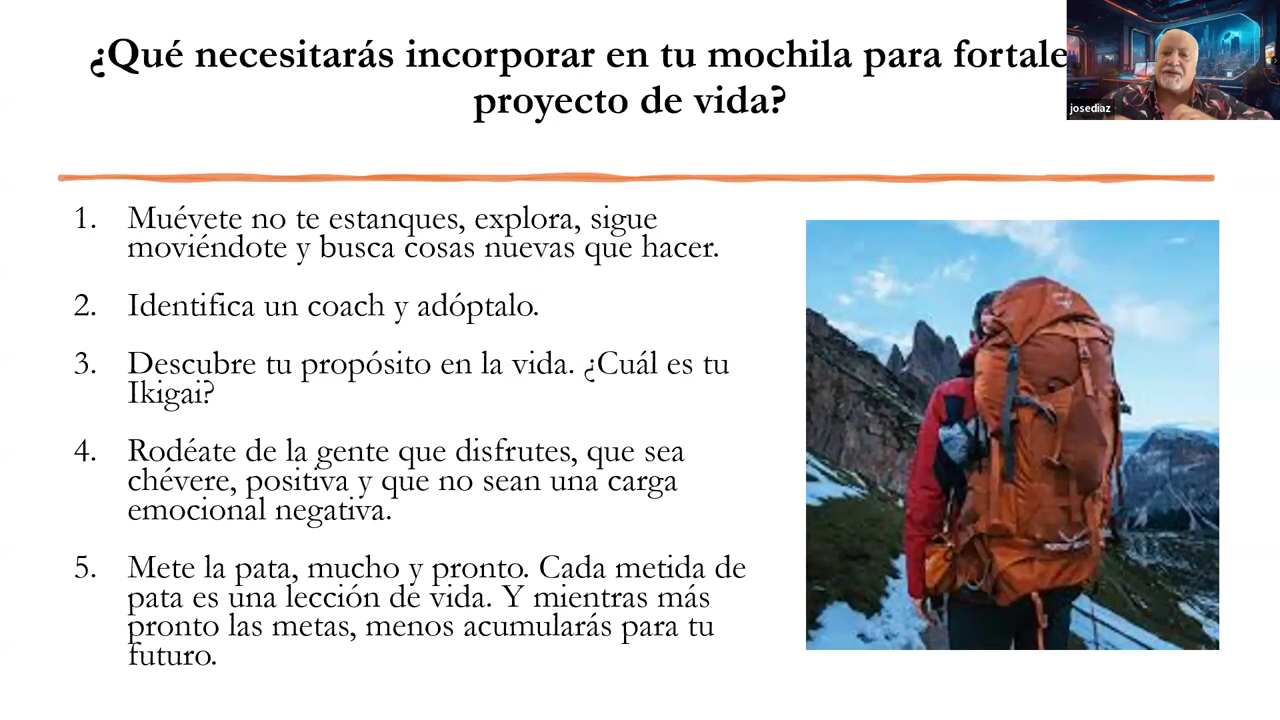 ¿Qué necesitarás incorporar en tu mochila para fortale
proyecto de vida?
josediaz
1. Muévete no te estanques, explora, sigue
moviéndote y busca cosas nuevas que hacer.
2. Identifica un coach y adóptalo.
3. Descubre tu propósito en la vida. ¿Cuál es tu
Ikigai?
4. Rodéate de la gente que disfrutes, que sea
chévere, positiva y que no sean una carga
emocional negativa.
5. Mete la pata, mucho y pronto. Cada metida de
pata es una lección de vida. Y mientras más
pronto las metas, menos acumularás para tu
futuro.